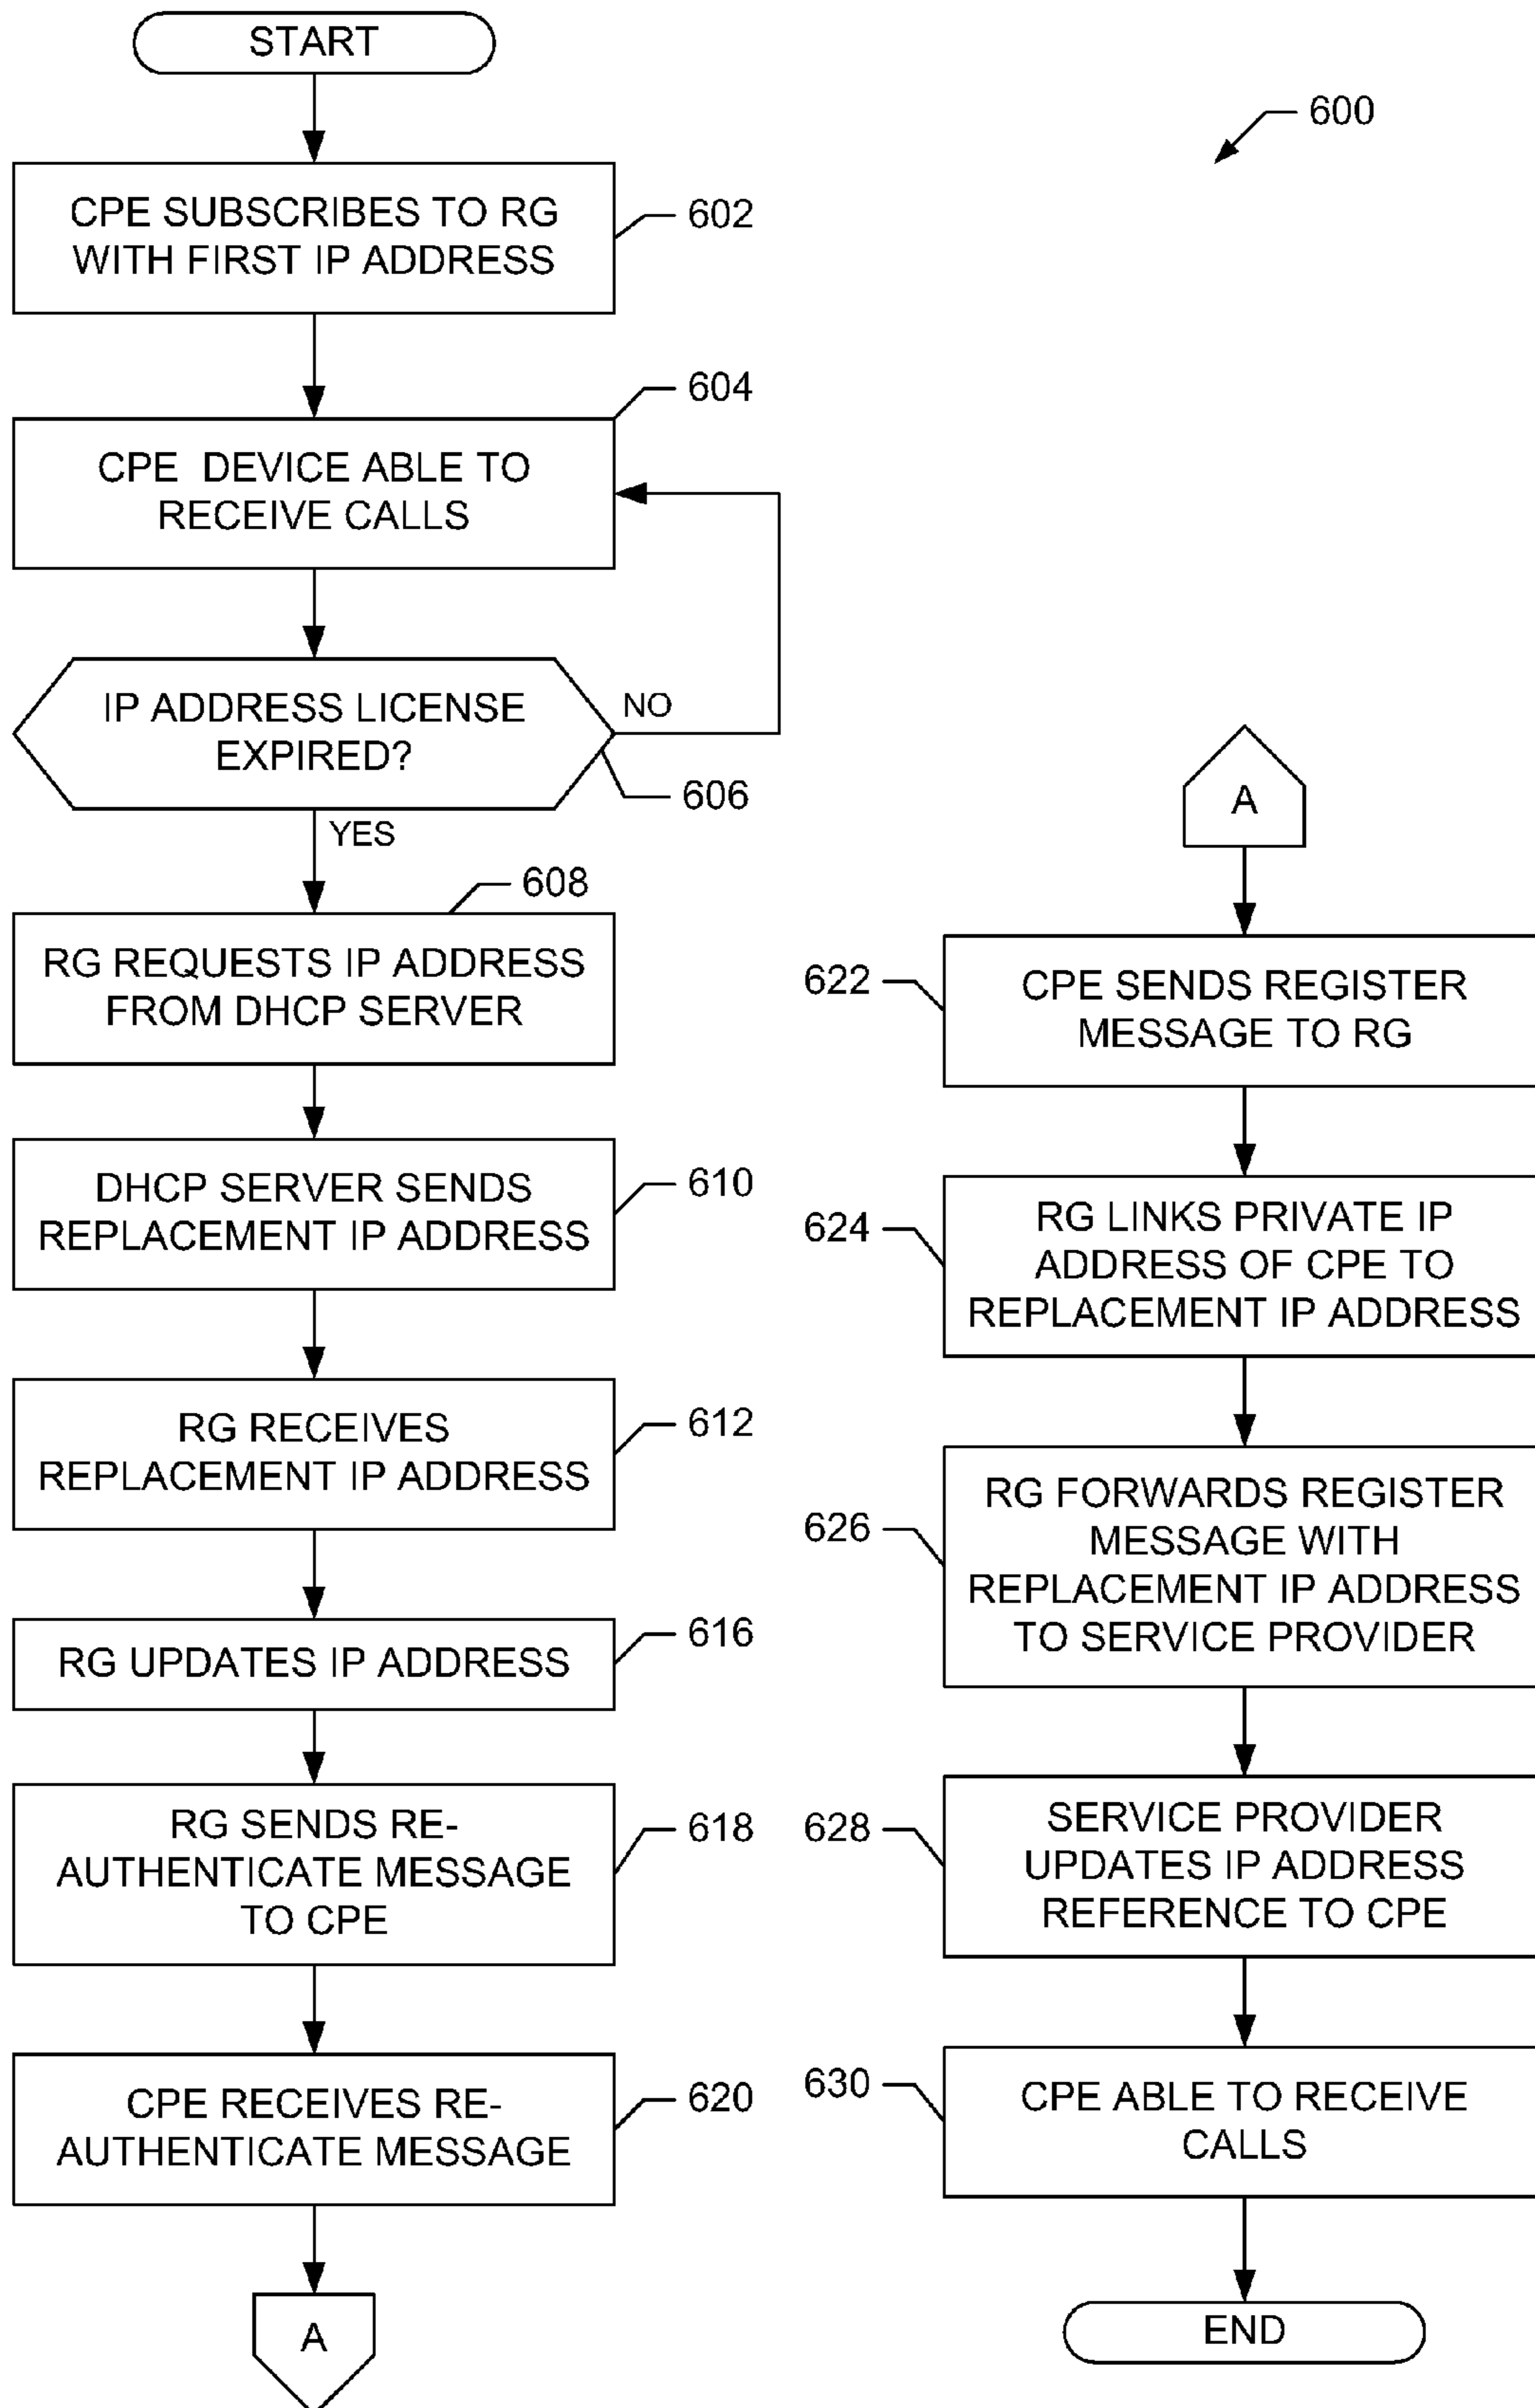 START
600
CPE SUBSCRIBES TO RG
WITH FIRST IP ADDRESS
602
604
CPE DEVICE ABLE TO
RECEIVE CALLS
IP ADDRESS LICENSE
EXPIRED?
NO
606
YES
608
RG REQUESTS IP ADDRESS
FROM DHCP SERVER
DHCP SERVER SENDS
REPLACEMENT IP ADDRESS
610
RG RECEIVES
REPLACEMENT IP ADDRESS
612
RG UPDATES IP ADDRESS
616
RG SENDS RE-
AUTHENTICATE MESSAGE
TO CPE
618
CPE RECEIVES RE-
AUTHENTICATE MESSAGE
620
A
A
622
CPE SENDS REGISTER
MESSAGE TO RG
624
RG LINKS PRIVATE IP
ADDRESS OF CPE TO
REPLACEMENT IP ADDRESS
626
RG FORWARDS REGISTER
MESSAGE WITH
REPLACEMENT IP ADDRESS
TO SERVICE PROVIDER
628
SERVICE PROVIDER
UPDATES IP ADDRESS
REFERENCE TO CPE
630
CPE ABLE TO RECEIVE
CALLS
END